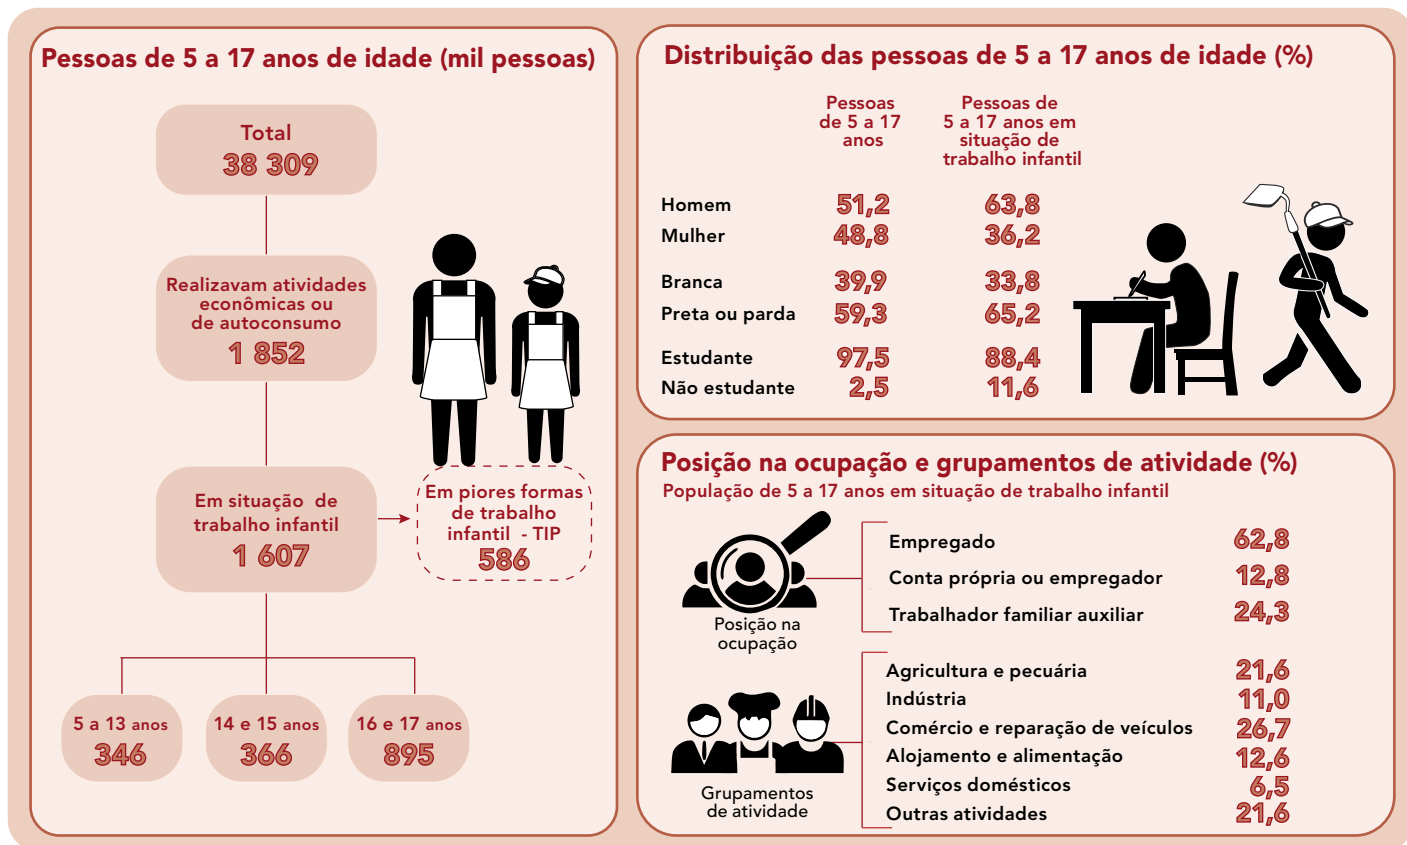 Pessoas de 5 a 17 anos de idade (mil pessoas)
Total
38 309
Realizavam atividades
econômicas ou
de autoconsumo
1 852
Em situação de
trabalho infantil
1 607
Em piores formas
de trabalho
infantil - TIP
586
5 a 13 anos
346
14 e 15 anos
366
16 e 17 anos
895
Distribuição das pessoas de 5 a 17 anos de idade (%)
Pessoas
de 5 a 17
anos
Pessoas de
5 a 17 anos em
situação de
trabalho infantil
Homem 51,2 63,8
Mulher 48,8 36,2
Branca 39,9 33,8
Preta ou parda 59,3 65,2
Estudante 97,5 88,4
Não estudante 2,5 11,6
Posição na ocupação e grupamentos de atividade (%)
População de 5 a 17 anos em situação de trabalho infantil
Posição na
ocupação
Empregado 62,8
Conta própria ou empregador 12,8
Trabalhador familiar auxiliar 24,3
Grupamentos
de atividade
Agricultura e pecuária 21,6
Indústria 11,0
Comércio e reparação de veículos 26,7
Alojamento e alimentação 12,6
Serviços domésticos 6,5
Outras atividades 21,6